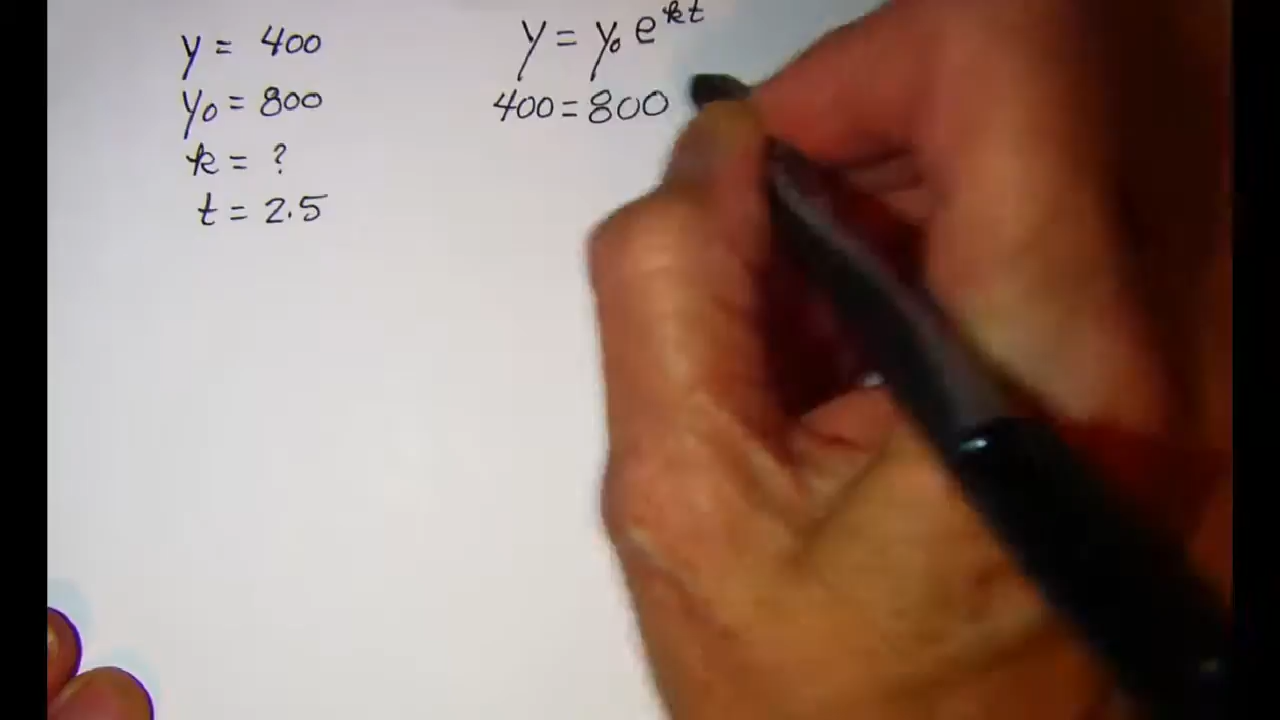 y = 400
y₀ = 800
k = ?
t = 2.5
y = y₀ e^kt
400 = 800